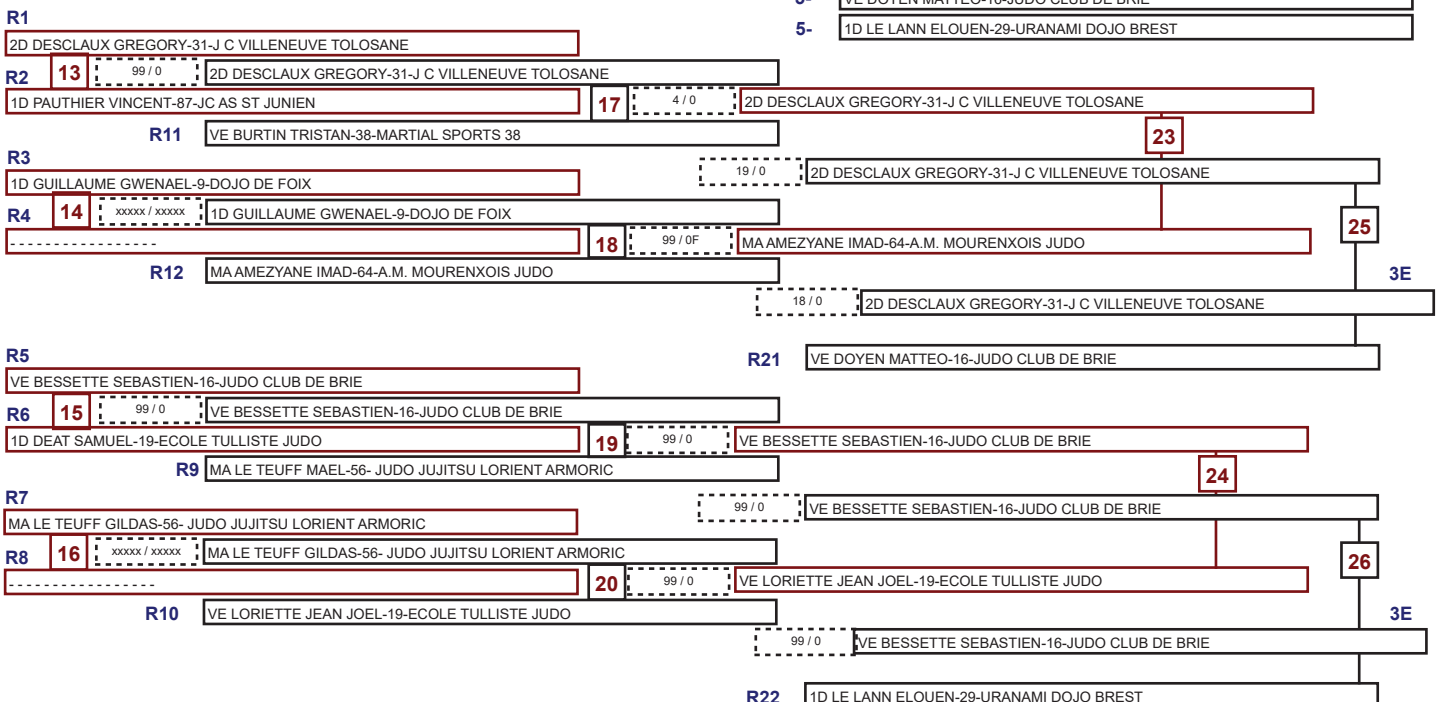 3- VE DOYEN MATTEO-16-JUDO CLUB DE BRIE
R1
5- 1D LE LANN ELOUEN-29-URANAMI DOJO BREST
2D DESCLAUX GREGORY-31-J C VILLENEUVE TOLOSANE
R2 13 99 / 0 2D DESCLAUX GREGORY-31-J C VILLENEUVE TOLOSANE
1D PAUTHIER VINCENT-87-JC AS ST JUNIEN 17 4 / 0 2D DESCLAUX GREGORY-31-J C VILLENEUVE TOLOSANE
R11 VE BURTIN TRISTAN-38-MARTIAL SPORTS 38 23
R3
19 / 0 2D DESCLAUX GREGORY-31-J C VILLENEUVE TOLOSANE
1D GUILLAUME GWENAEL-9-DOJO DE FOIX
R4 14 xxxxx / xxxxx 1D GUILLAUME GWENAEL-9-DOJO DE FOIX 25
- - - - - - - - - - - - - - - - - 18 99 / 0F MA AMEZYANE IMAD-64-A.M. MOURENXOIS JUDO
R12 MA AMEZYANE IMAD-64-A.M. MOURENXOIS JUDO 3E
18 / 0 2D DESCLAUX GREGORY-31-J C VILLENEUVE TOLOSANE
R5
R21 VE DOYEN MATTEO-16-JUDO CLUB DE BRIE
VE BESSETTE SEBASTIEN-16-JUDO CLUB DE BRIE
R6 15 99 / 0 VE BESSETTE SEBASTIEN-16-JUDO CLUB DE BRIE
1D DEAT SAMUEL-19-ECOLE TULLISTE JUDO 19 99 / 0 VE BESSETTE SEBASTIEN-16-JUDO CLUB DE BRIE
R9 MA LE TEUFF MAEL-56- JUDO JUJITSU LORIENT ARMORIC 24
R7
99 / 0 VE BESSETTE SEBASTIEN-16-JUDO CLUB DE BRIE
MA LE TEUFF GILDAS-56- JUDO JUJITSU LORIENT ARMORIC
R8 16 xxxxx / xxxxx MA LE TEUFF GILDAS-56- JUDO JUJITSU LORIENT ARMORIC 26
- - - - - - - - - - - - - - - - - 20 99 / 0 VE LORIETTE JEAN JOEL-19-ECOLE TULLISTE JUDO
R10 VE LORIETTE JEAN JOEL-19-ECOLE TULLISTE JUDO 3E
99 / 0 VE BESSETTE SEBASTIEN-16-JUDO CLUB DE BRIE
R22 1D LE LANN ELOUEN-29-URANAMI DOJO BREST